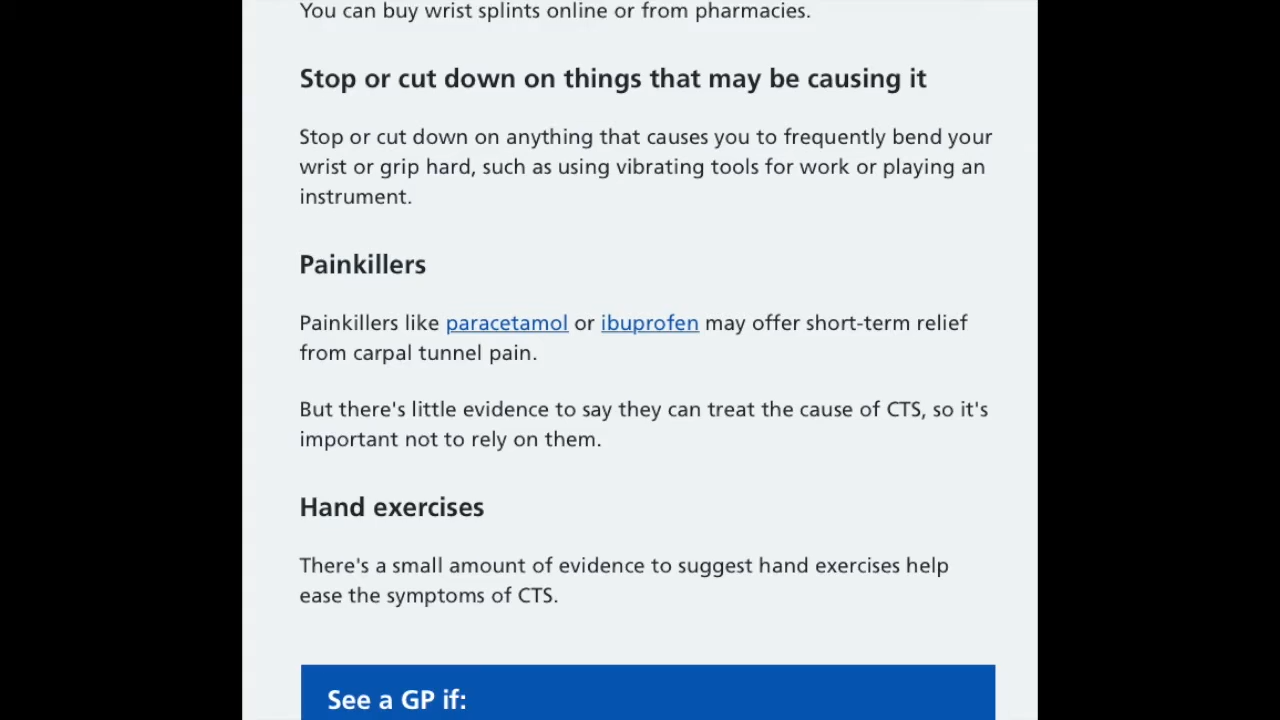 You can buy wrist splints online or from pharmacies.
Stop or cut down on things that may be causing it
Stop or cut down on anything that causes you to frequently bend your
wrist or grip hard, such as using vibrating tools for work or playing an
instrument.
Painkillers
Painkillers like paracetamol or ibuprofen may offer short-term relief
from carpal tunnel pain.
But there's little evidence to say they can treat the cause of CTS, so it's
important not to rely on them.
Hand exercises
There's a small amount of evidence to suggest hand exercises help
ease the symptoms of CTS.
See a GP if: